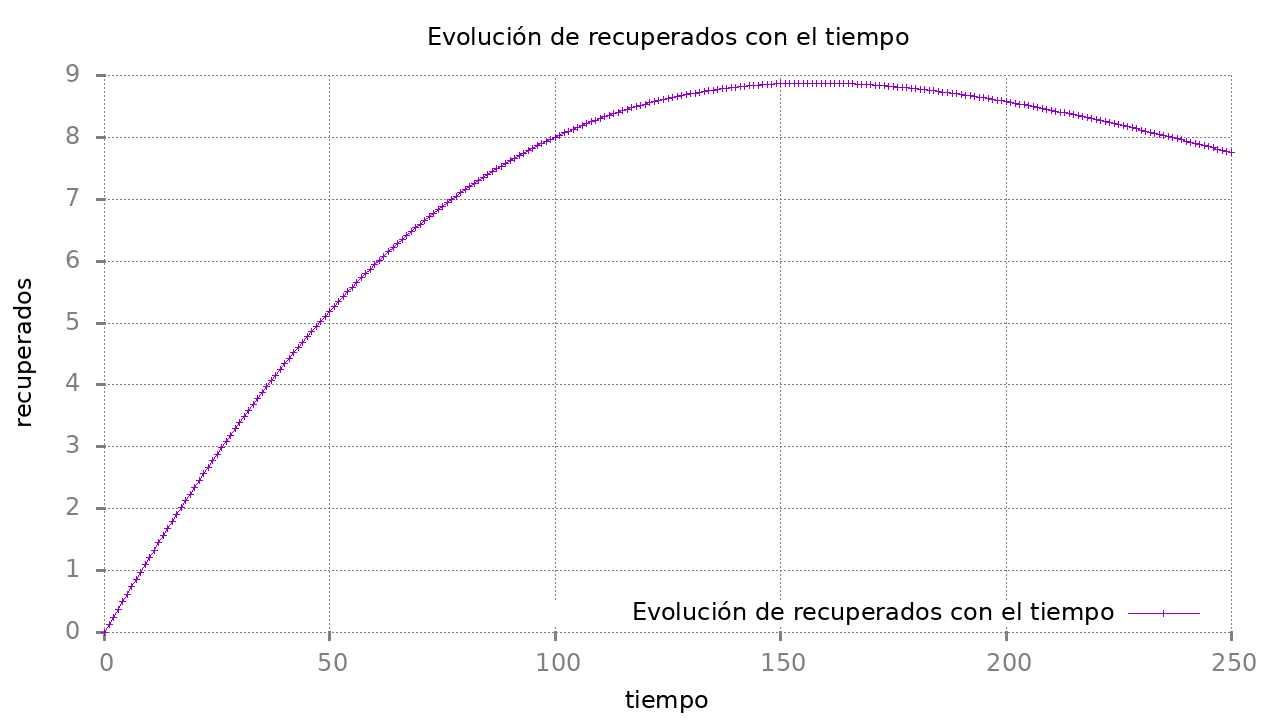 Evolución de recuperados con el tiempo
9
8
7
6
5
4
3
2
1
0
recuperados
Evolución de recuperados con el tiempo
0 50 100 150 200 250
tiempo